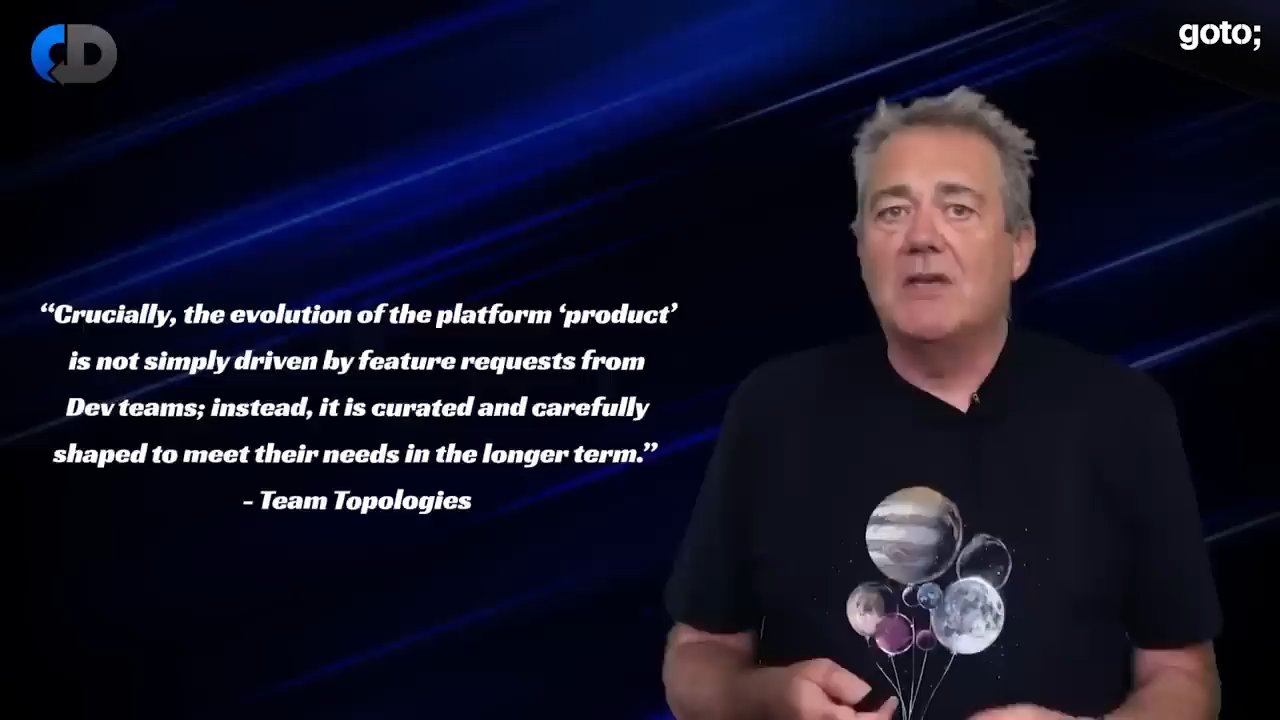 CD
goto;
“Crucially, the evolution of the platform ‘product’
is not simply driven by feature requests from
Dev teams; instead, it is curated and carefully
shaped to meet their needs in the longer term.”
- Team Topologies